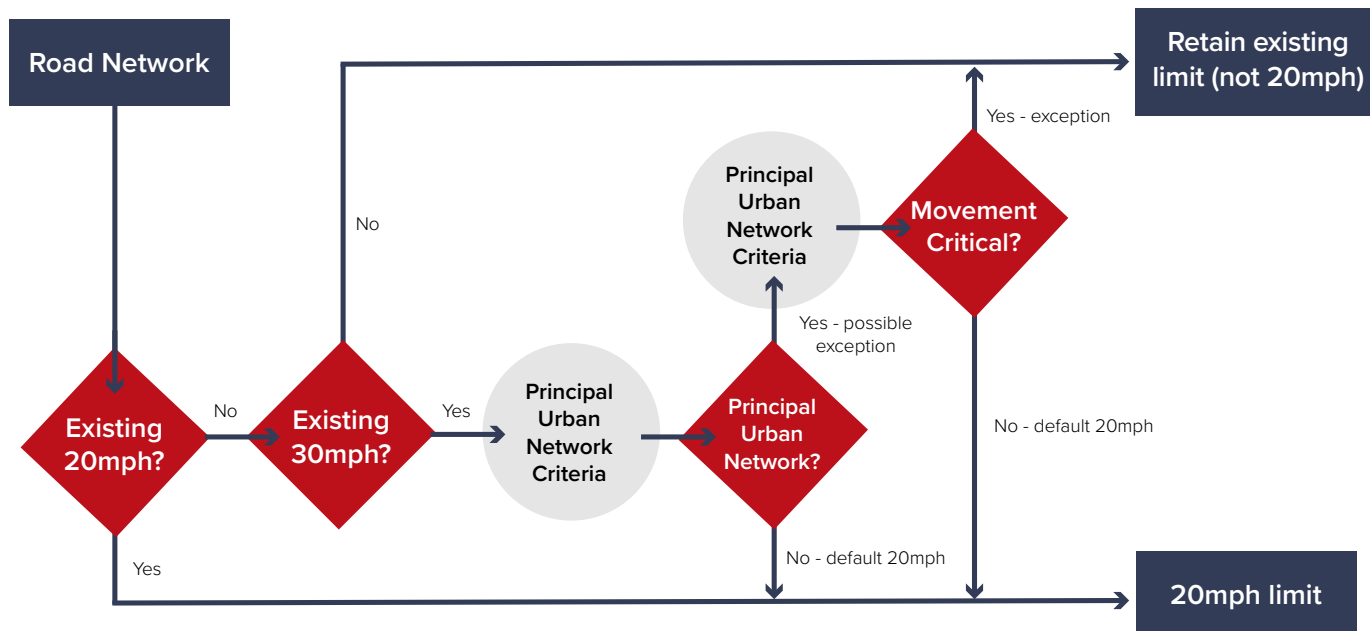 Road Network
Retain existing
limit (not 20mph)
Yes - exception
Principal
Urban
Network
Criteria
Movement
Critical?
No
Yes - possible
exception
Existing
20mph?
No
Existing
30mph?
Yes
Principal
Urban
Network
Criteria
Principal
Urban
Network?
No - default 20mph
No - default 20mph
Yes
20mph limit